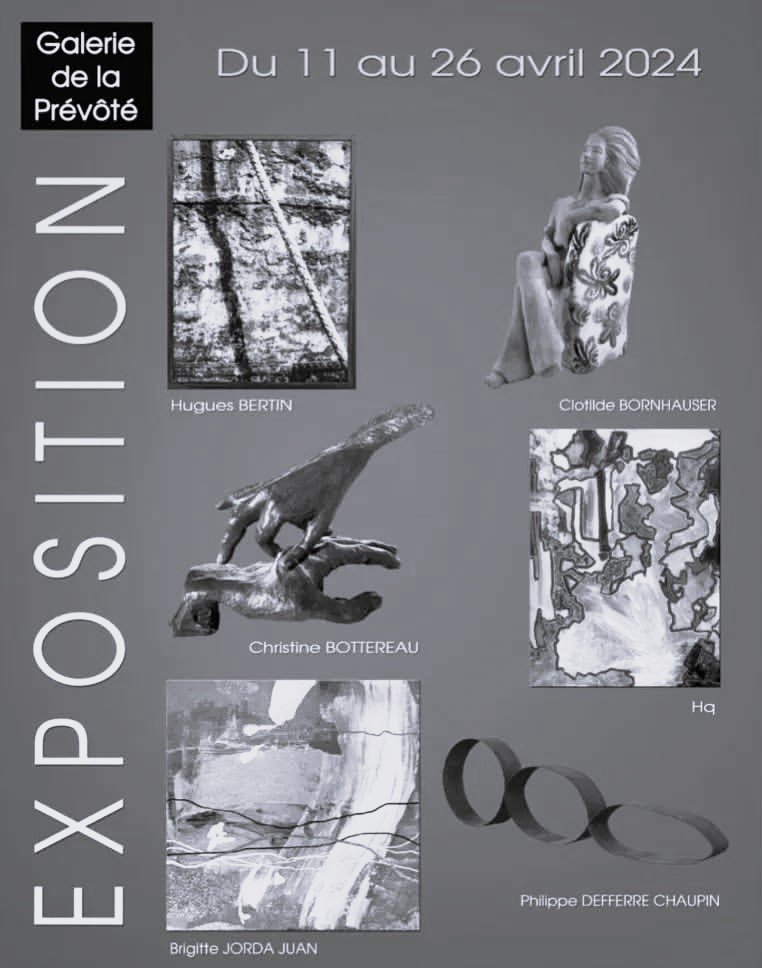 Galerie
de la
Prévôté
Du 11 au 26 avril 2024
EXPOSITION
Hugues BERTIN
Clotilde BORNHAUSER
Christine BOTTEREAU
Hq
Brigitte JORDA JUAN
Philippe DEFFERRE CHAUPIN